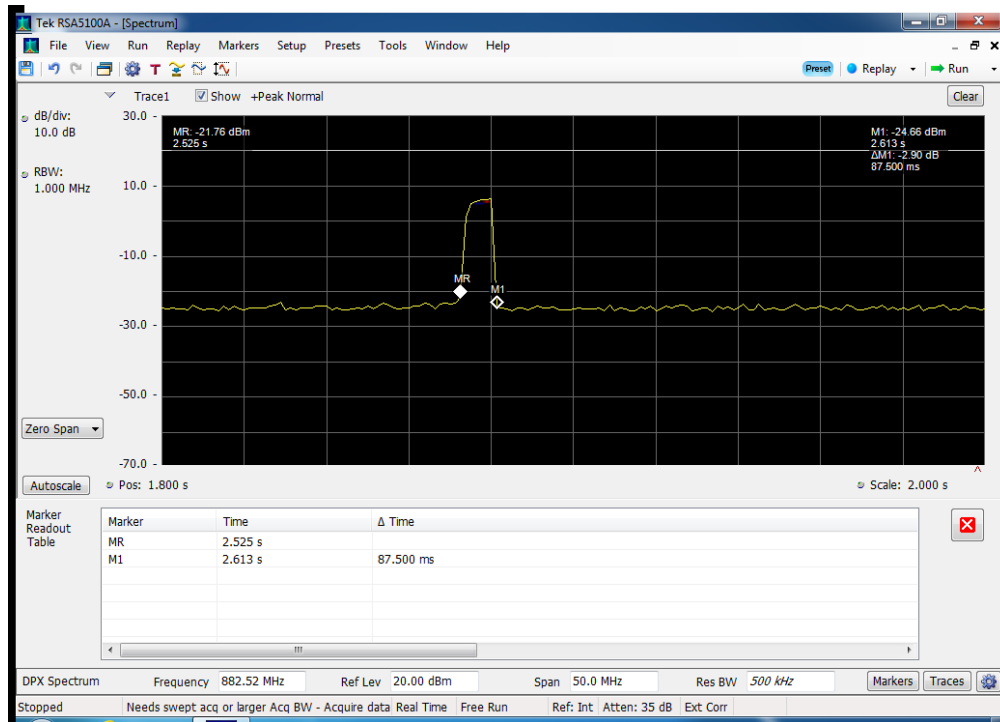 Tek RSA5100A - [Spectrum]
File View Run Replay Markers Setup Presets Tools Window Help
T Preset Replay Run
Trace1 Show +Peak Normal Clear
dB/div:
10.0 dB
RBW:
1.000 MHz
30.0
10.0
-10.0
-30.0
-50.0
-70.0
MR: -21.76 dBm
2.525 s
M1: -24.66 dBm
2.613 s
ΔM1: -2.90 dB
87.500 ms
MR
M1
Zero Span
Autoscale Pos: 1.800 s Scale: 2.000 s
Marker
Readout
Table
Marker Time Δ Time
MR 2.525 s
M1 2.613 s 87.500 ms
DPX Spectrum Frequency 882.52 MHz Ref Lev 20.00 dBm Span 50.0 MHz Res BW 500 kHz Markers Traces
Stopped Needs swept acq or larger Acq BW - Acquire data Real Time Free Run Ref: Int Atten: 35 dB Ext Corr